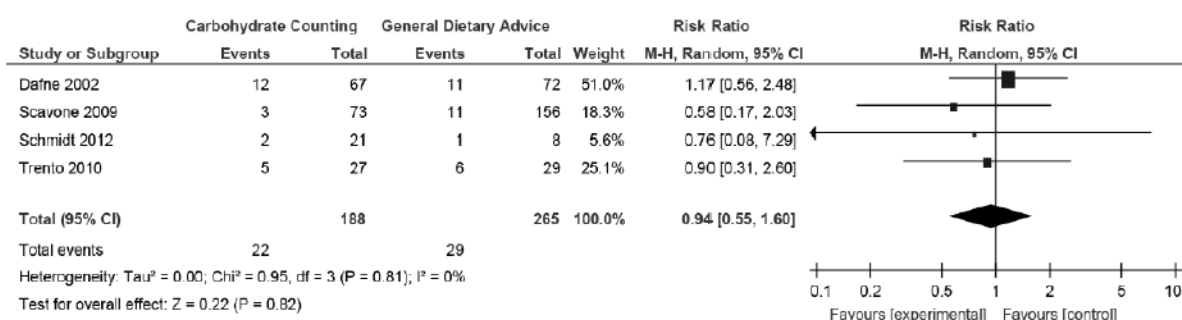 Carbohydrate Counting General Dietary Advice Risk Ratio Risk Ratio
Study or Subgroup Events Total Events Total Weight M-H, Random, 95% CI M-H, Random, 95% CI
Dafne 2002 12 67 11 72 51.0% 1.17 [0.56, 2.48]
Scavone 2009 3 73 11 156 18.3% 0.58 [0.17, 2.03]
Schmidt 2012 2 21 1 8 5.6% 0.76 [0.08, 7.29]
Trento 2010 5 27 6 29 25.1% 0.90 [0.31, 2.60]
Total (95% CI) 188 265 100.0% 0.94 [0.55, 1.60]
Total events 22 29
Heterogeneity: Tau² = 0.00; Chi² = 0.95, df = 3 (P = 0.81); I² = 0%
Test for overall effect: Z = 0.22 (P = 0.82)
0.1 0.2 0.5 1 2 5 10
Favours [experimental] Favours [control]